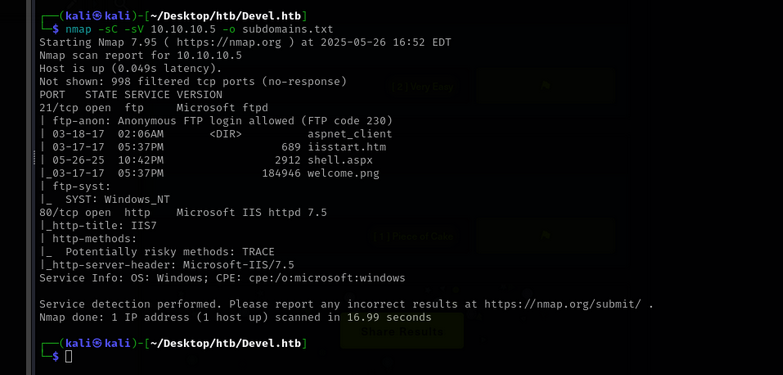 ┌──(kali㉿kali)-[~/Desktop/htb/Devel.htb]
└─$ nmap -sC -sV 10.10.10.5 -o subdomains.txt
Starting Nmap 7.95 ( https://nmap.org ) at 2025-05-26 16:52 EDT
Nmap scan report for 10.10.10.5
Host is up (0.049s latency).
Not shown: 998 filtered tcp ports (no-response)
PORT   STATE SERVICE VERSION
21/tcp open  ftp     Microsoft ftpd
| ftp-anon: Anonymous FTP login allowed (FTP code 230)
| 03-18-17  02:06AM       <DIR>          aspnet_client
| 03-17-17  05:37PM                  689 iisstart.htm
| 05-26-25  10:42PM                 2912 shell.aspx
|_03-17-17  05:37PM               184946 welcome.png
| ftp-syst:
|_  SYST: Windows_NT
80/tcp open  http    Microsoft IIS httpd 7.5
|_http-title: IIS7
| http-methods:
|_  Potentially risky methods: TRACE
|_http-server-header: Microsoft-IIS/7.5
Service Info: OS: Windows; CPE: cpe:/o:microsoft:windows
Service detection performed. Please report any incorrect results at https://nmap.org/submit/ .
Nmap done: 1 IP address (1 host up) scanned in 16.99 seconds
Share Results
┌──(kali㉿kali)-[~/Desktop/htb/Devel.htb]
└─$